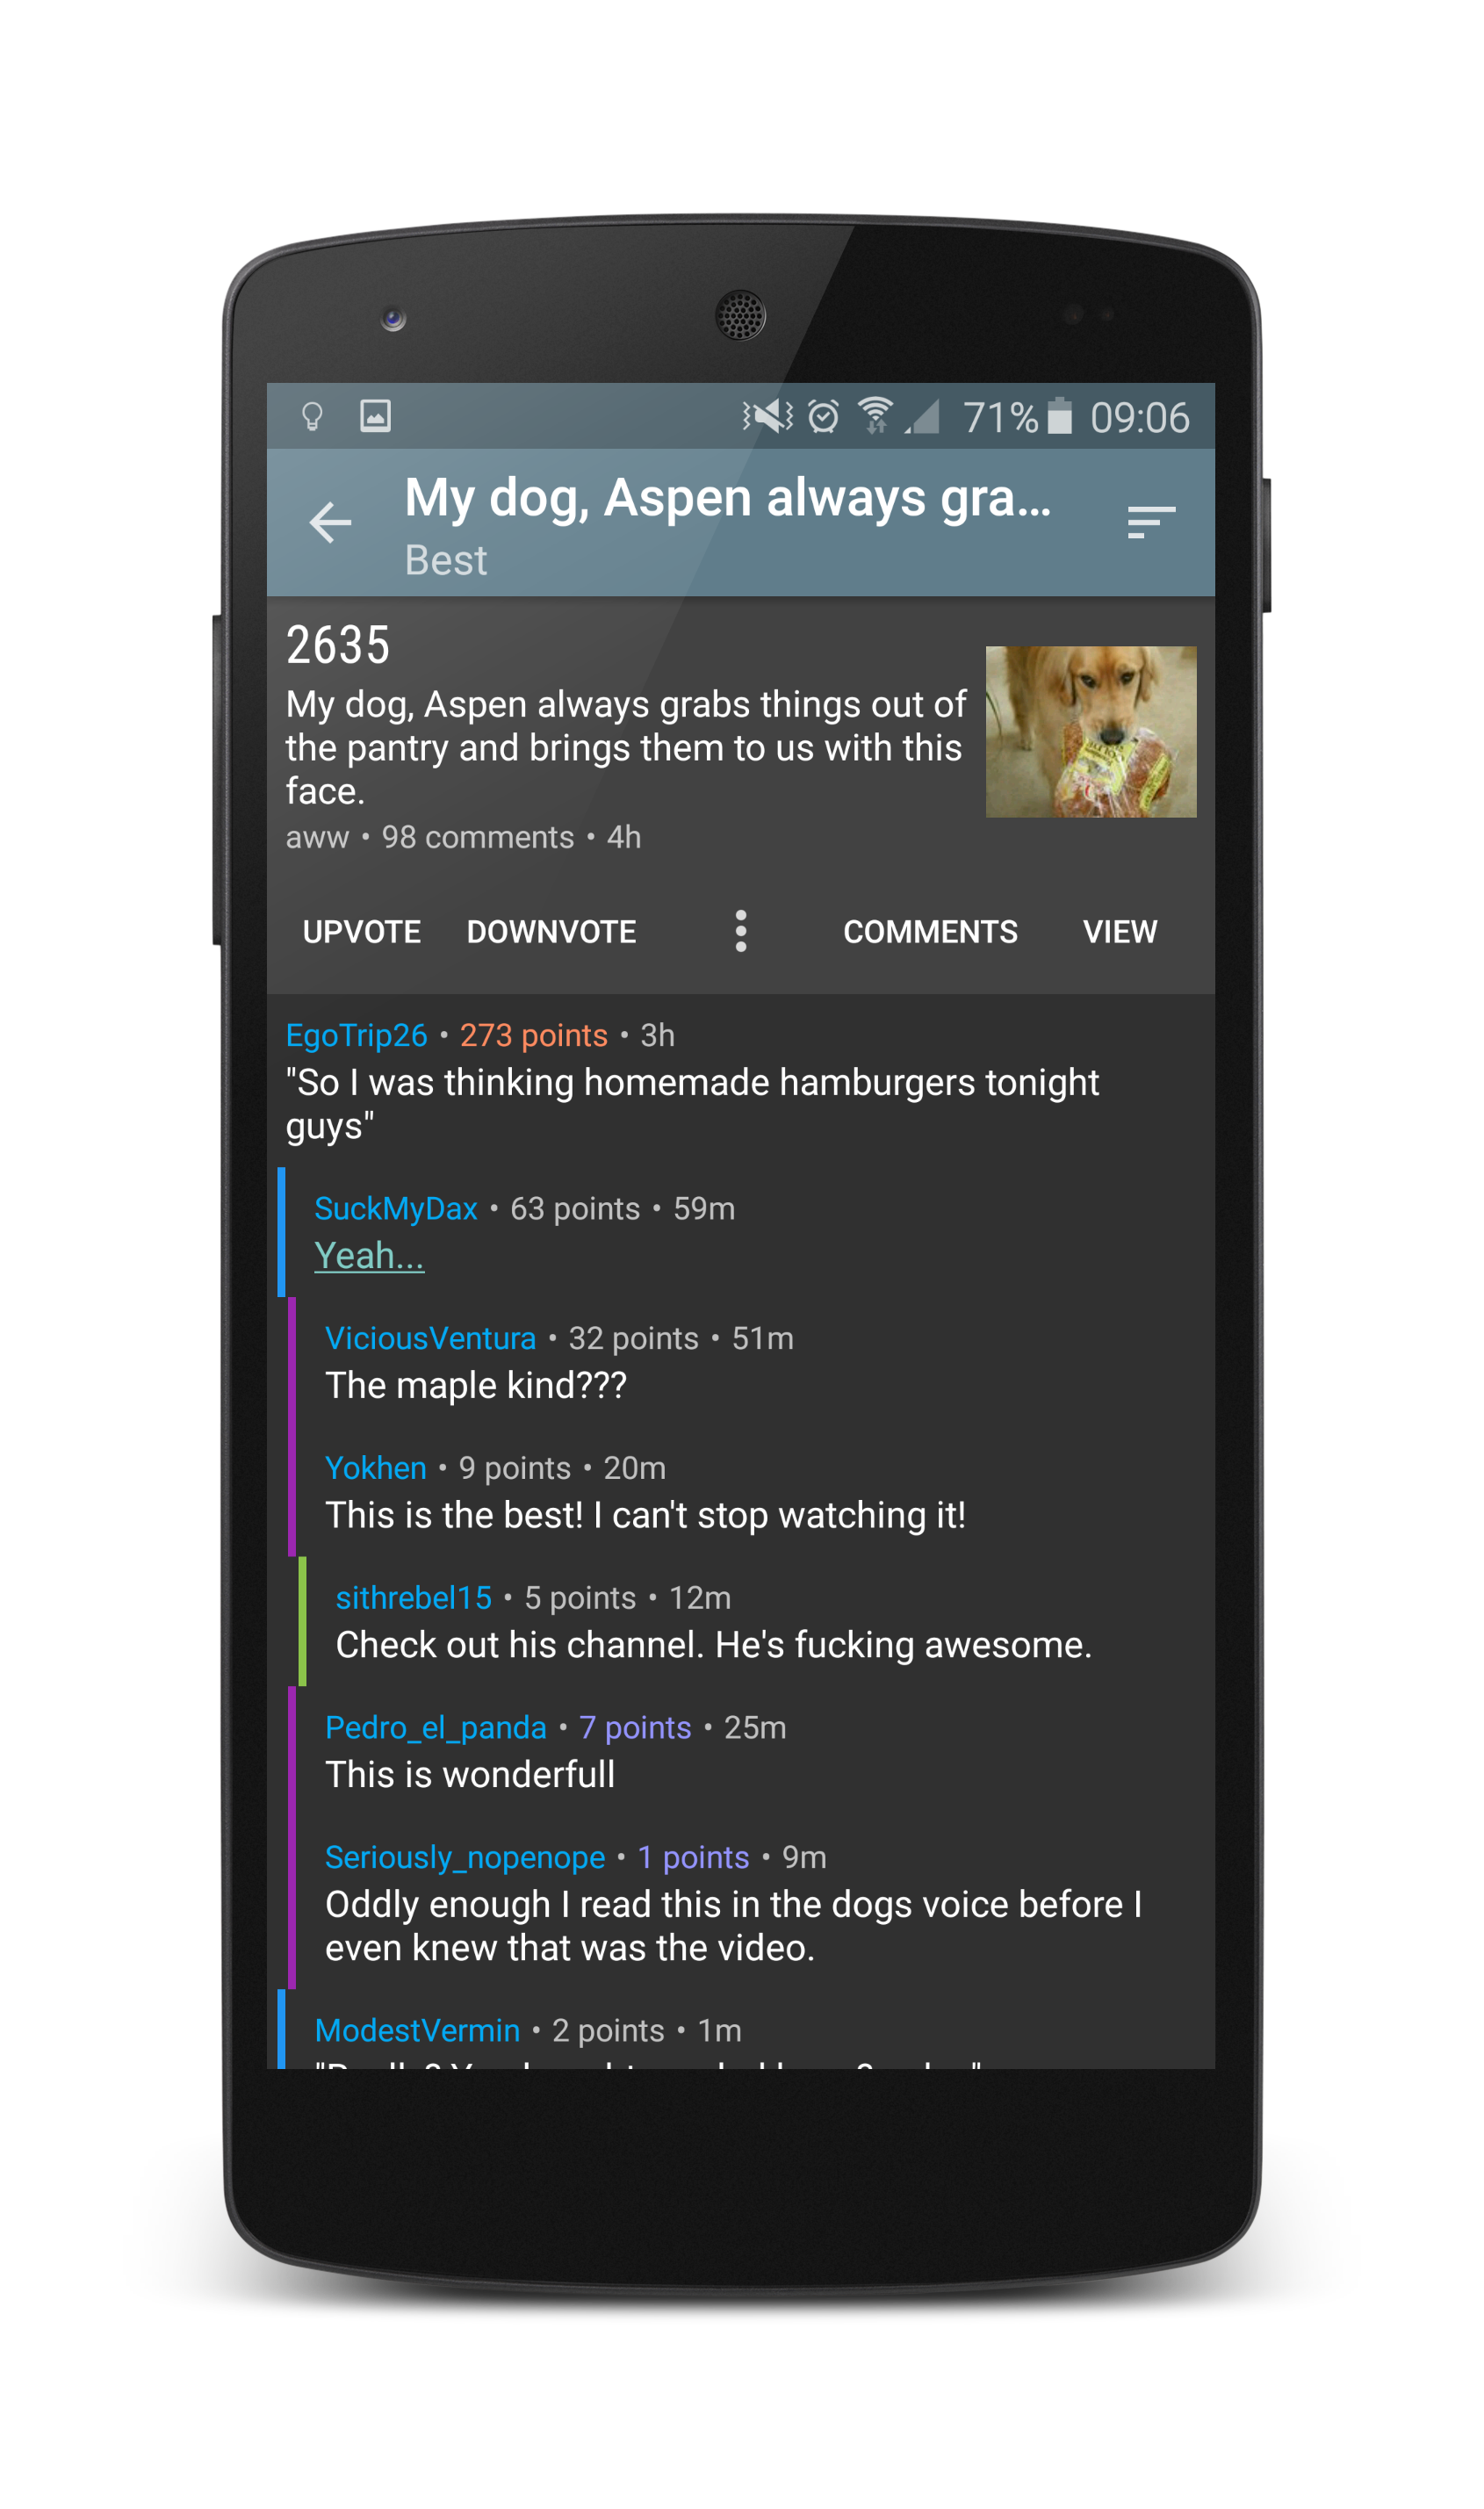 71% 09:06
My dog, Aspen always gra...
Best
2635
My dog, Aspen always grabs things out of
the pantry and brings them to us with this
face.
aww • 98 comments • 4h
UPVOTE DOWNVOTE COMMENTS VIEW
EgoTrip26 • 273 points • 3h
"So I was thinking homemade hamburgers tonight
guys"
SuckMyDax • 63 points • 59m
Yeah...
ViciousVentura • 32 points • 51m
The maple kind???
Yokhen • 9 points • 20m
This is the best! I can't stop watching it!
sithrebel15 • 5 points • 12m
Check out his channel. He's fucking awesome.
Pedro_el_panda • 7 points • 25m
This is wonderfull
Seriously_nopenope • 1 points • 9m
Oddly enough I read this in the dogs voice before I
even knew that was the video.
ModestVermin • 2 points • 1m